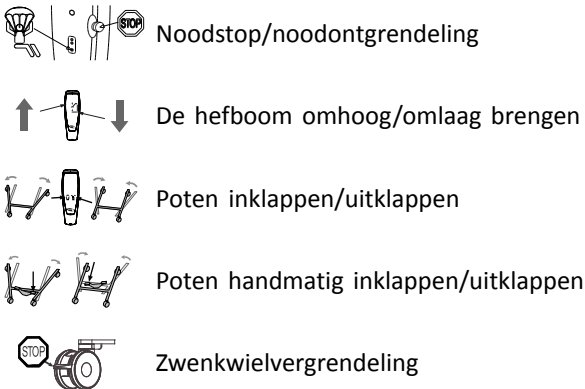 STOP Noodstop/noodontgrendeling
De hefboom omhoog/omlaag brengen
Poten inklappen/uitklappen
Poten handmatig inklappen/uitklappen
STOP Zwenkwielvergrendeling